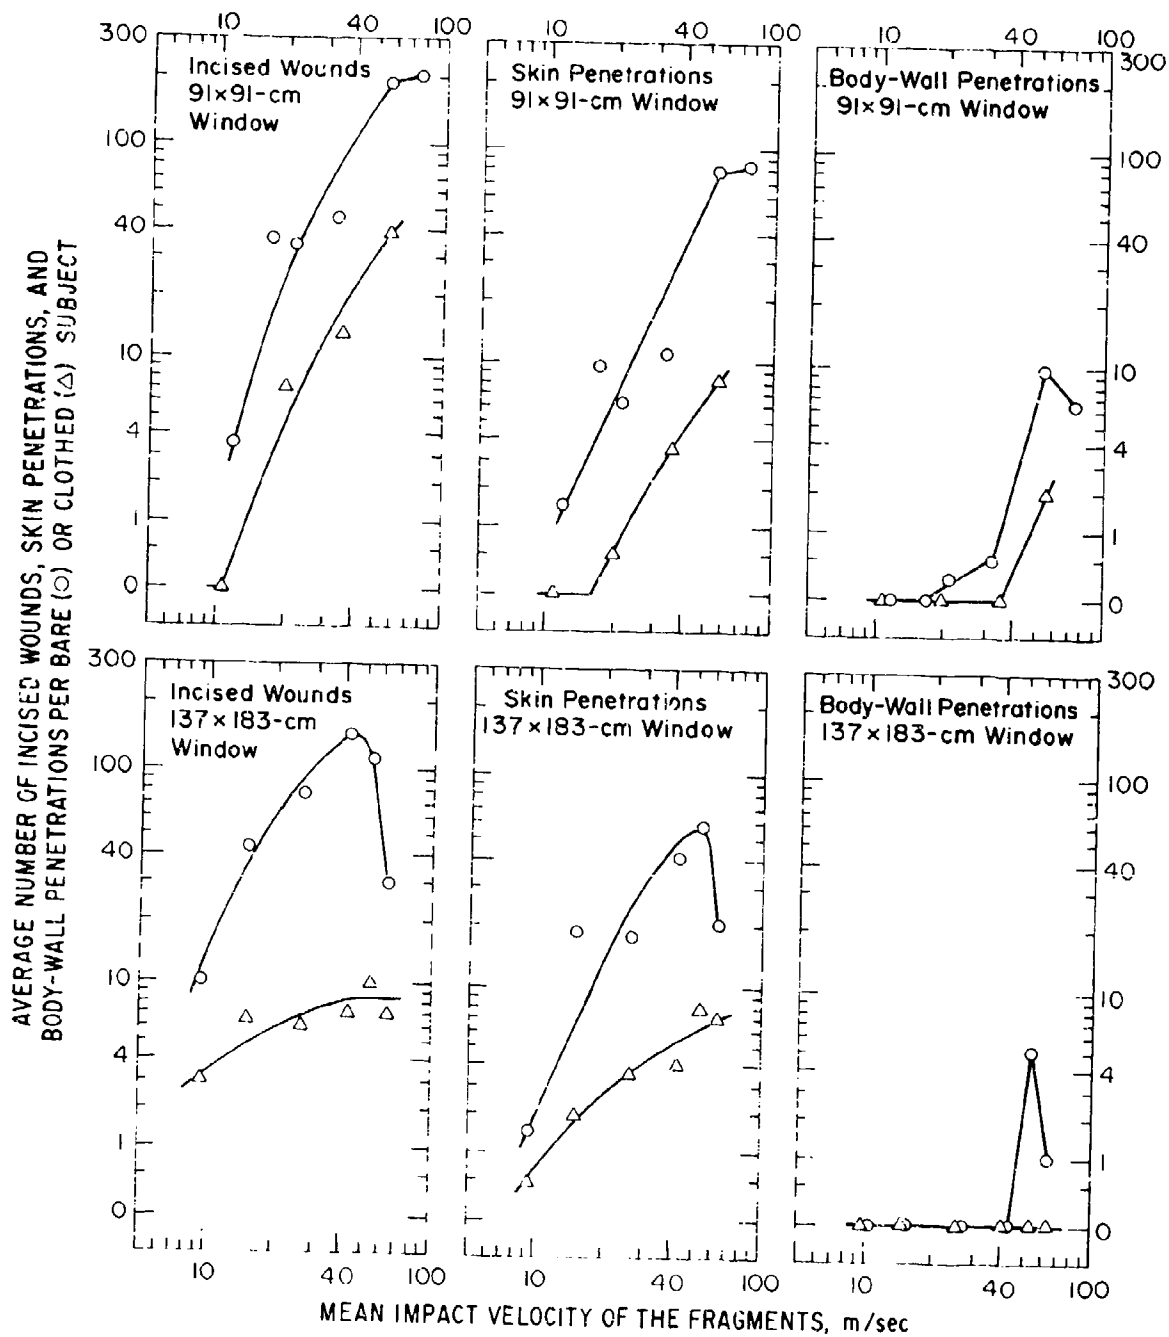 10 40 100
10 40 100
10 40 100
300
100
40
10
4
1
0
Incised Wounds
91×91-cm
Window
Skin Penetrations
91×91-cm Window
Body-Wall Penetrations
91×91-cm Window
300
100
40
10
4
1
0
AVERAGE NUMBER OF INCISED WOUNDS, SKIN PENETRATIONS, AND
BODY-WALL PENETRATIONS PER BARE (○) OR CLOTHED (△) SUBJECT
300
100
40
10
4
1
0
Incised Wounds
137×183-cm
Window
Skin Penetrations
137×183-cm Window
Body-Wall Penetrations
137×183-cm Window
300
100
40
10
4
1
0
10 40 100
10 40 100
10 40 100
MEAN IMPACT VELOCITY OF THE FRAGMENTS, m/sec